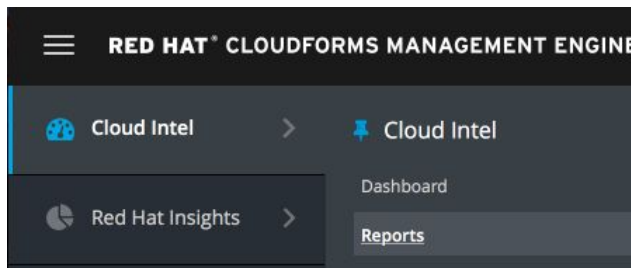 RED HAT® CLOUDFORMS MANAGEMENT ENGINE
Cloud Intel
Red Hat Insights
Cloud Intel
Dashboard
Reports